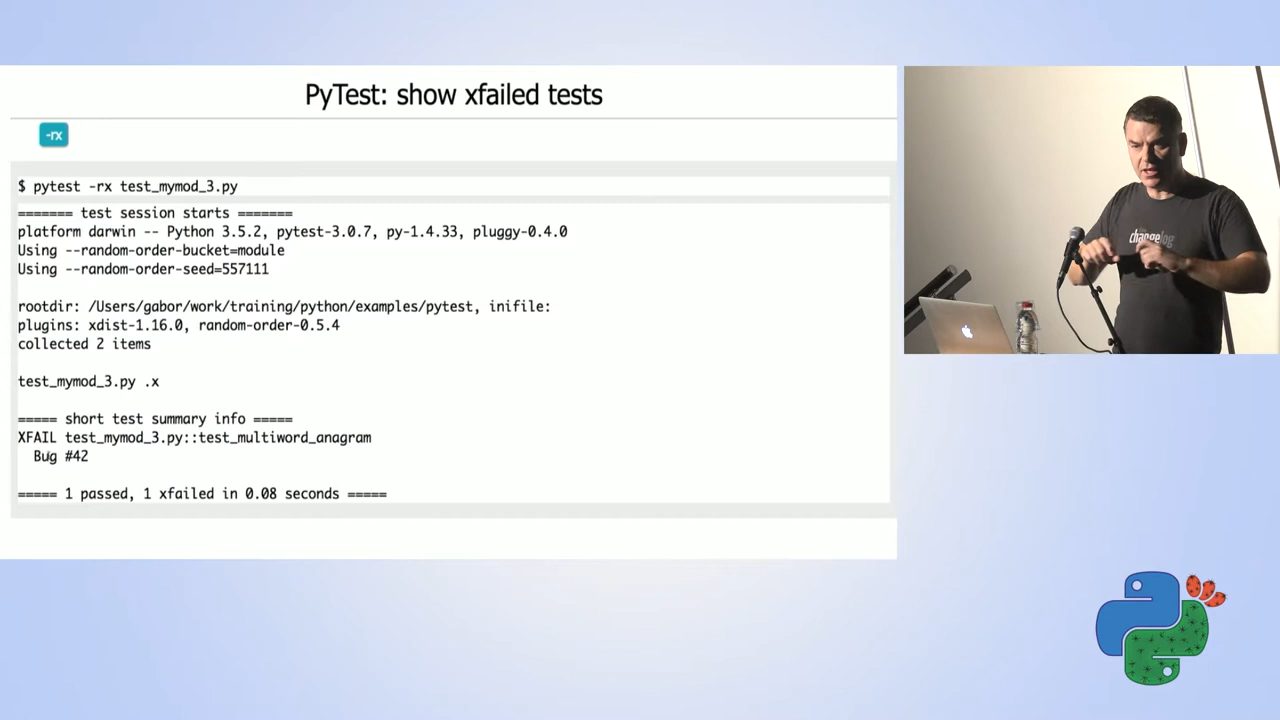 PyTest: show xfailed tests
-rx
$ pytest -rx test_mymod_3.py
======= test session starts =======
platform darwin -- Python 3.5.2, pytest-3.0.7, py-1.4.33, pluggy-0.4.0
Using --random-order-bucket=module
Using --random-order-seed=557111
rootdir: /Users/gabor/work/training/python/examples/pytest, inifile:
plugins: xdist-1.16.0, random-order-0.5.4
collected 2 items
test_mymod_3.py .x
===== short test summary info =====
XFAIL test_mymod_3.py::test_multiword_anagram
Bug #42
===== 1 passed, 1 xfailed in 0.08 seconds =====
changelog